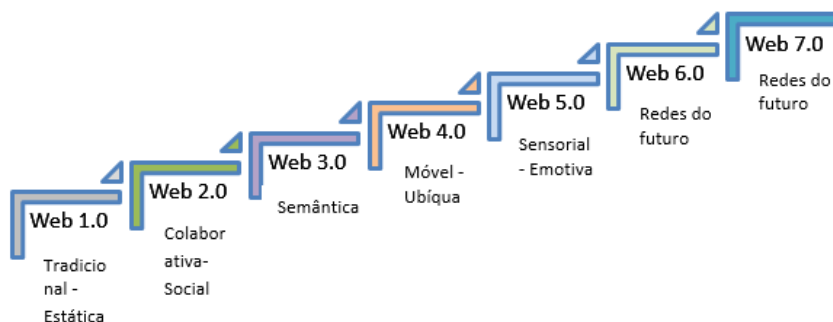 Web 1.0
Tradicio
nal -
Estática
Web 2.0
Colabor
ativa-
Social
Web 3.0
Semântica
Web 4.0
Móvel -
Ubíqua
Web 5.0
Sensorial
- Emotiva
Web 6.0
Redes do
futuro
Web 7.0
Redes do
futuro